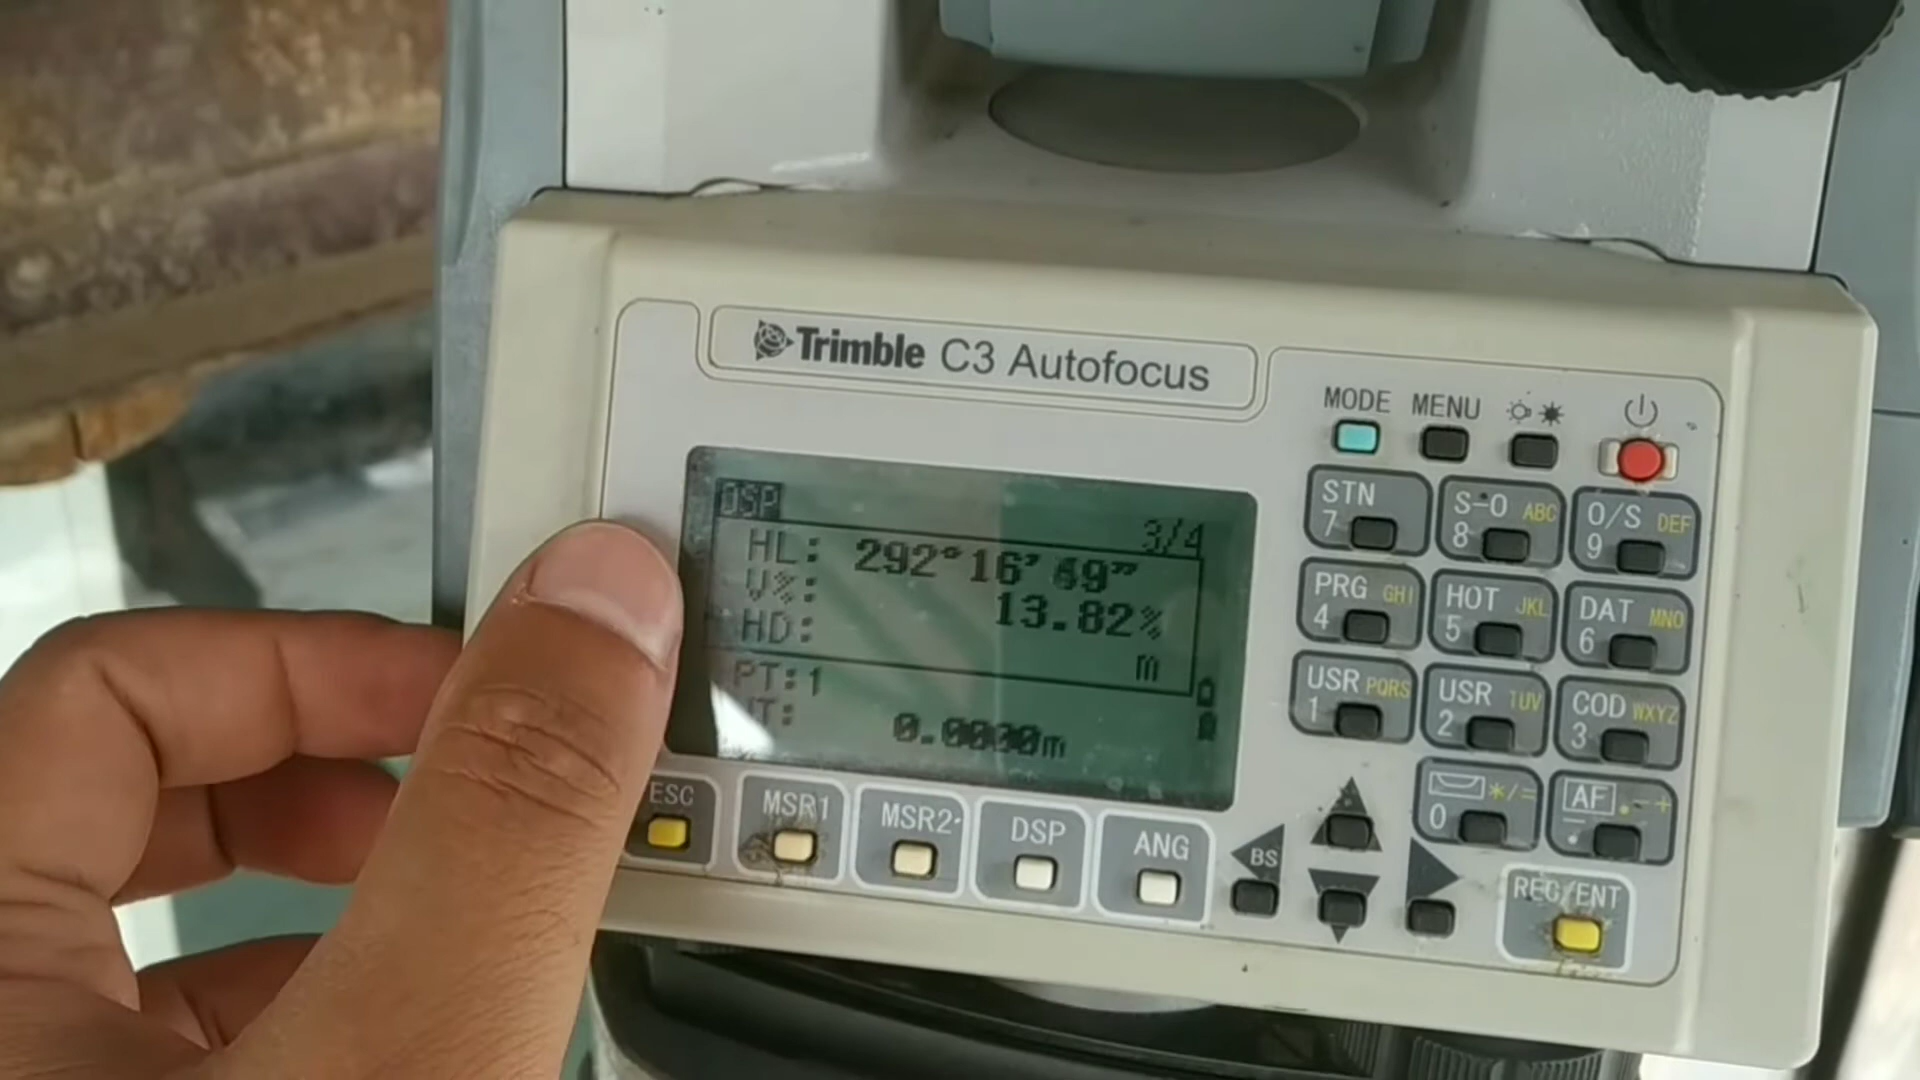 Trimble C3 Autofocus
MODE MENU
DSP
3/4
HL: 292°16'
V%: 13.82%
HD: m
PT:1
0.0000m
STN 7
S-O ABC 8
O/S DEF 9
PRG GHI 4
HOT JKL 5
DAT MNO 6
USR PQRS 1
USR TUV 2
COD WXYZ 3
*/= 0
AF .-+
ESC MSR1 MSR2 DSP ANG
BS
REC/ENT